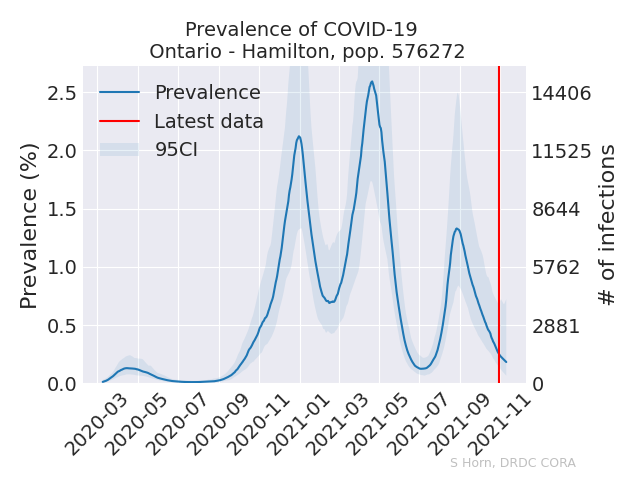 Prevalence of COVID-19
Ontario - Hamilton, pop. 576272
Prevalence
Latest data
95CI
Prevalence (%)
2.5
2.0
1.5
1.0
0.5
0.0
14406
11525
8644
5762
2881
0
# of infections
2020-03
2020-05
2020-07
2020-09
2020-11
2021-01
2021-03
2021-05
2021-07
2021-09
2021-11
S Horn, DRDC CORA